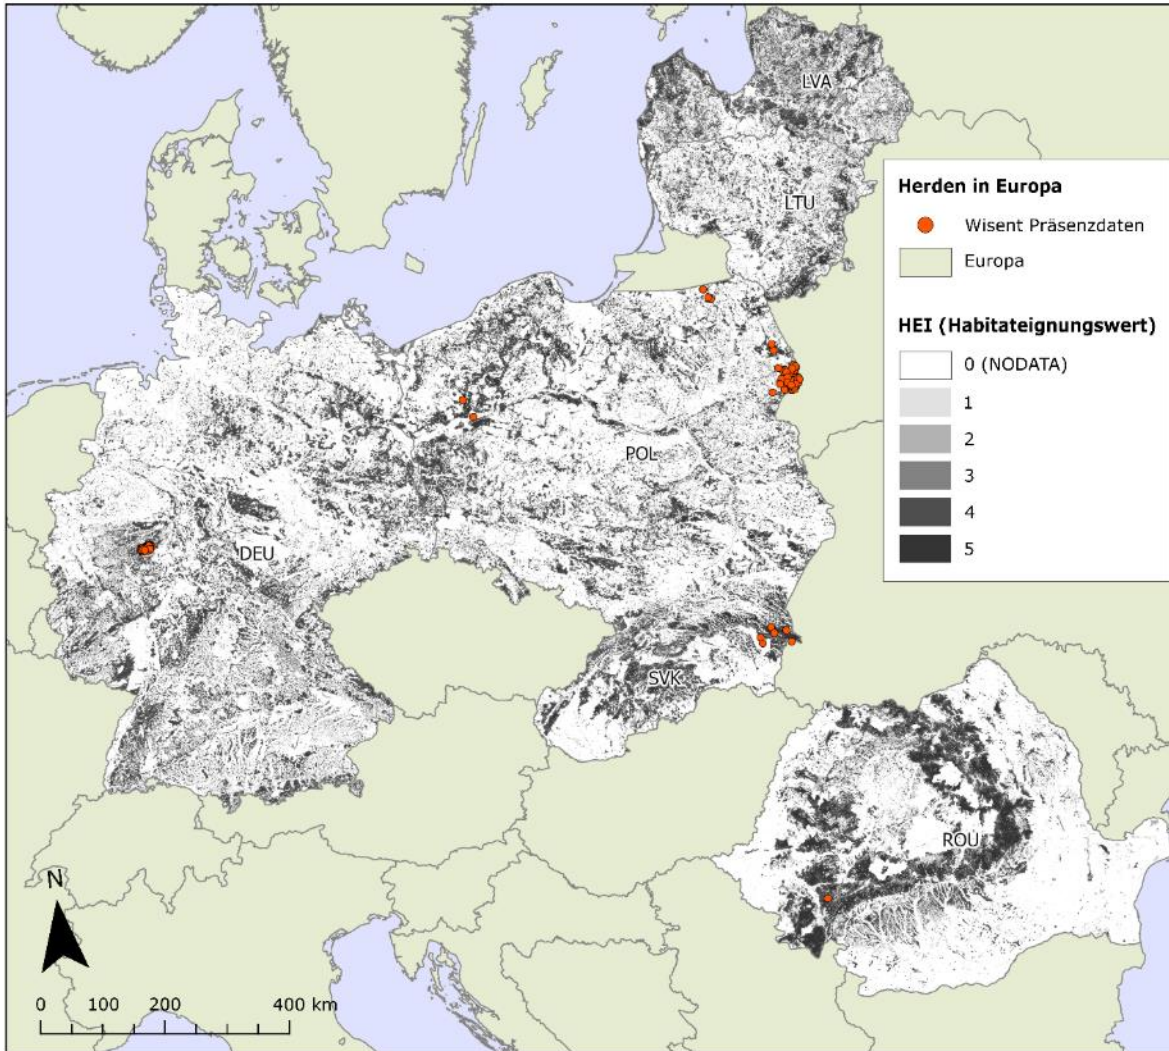 LVA
LTU
Herden in Europa
Wisent Präsenzdaten
Europa
HEI (Habitateignungswert)
0 (NODATA)
1
2
3
4
5
POL
DEU
SVK
ROU
N
0 100 200 400 km